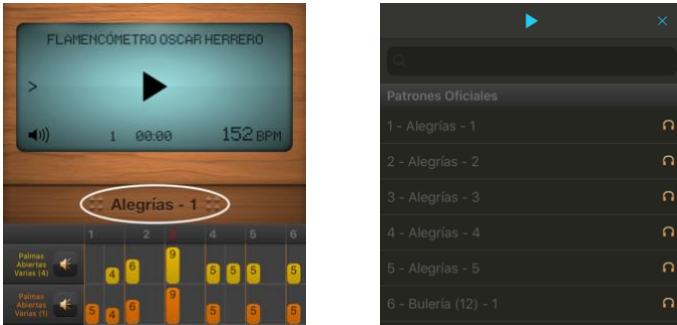 FLAMENCÓMETRO OSCAR HERRERO
>
1 00:00 152 BPM
Alegrías - 1
1 2 3 4 5 6
Palmas
Abiertas
Varias (4)
4 6 9 5 5 5 5
Palmas
Abiertas
Varias (1)
5 4 6 9 5 5 5
Patrones Oficiales
1 - Alegrías - 1
2 - Alegrías - 2
3 - Alegrías - 3
4 - Alegrías - 4
5 - Alegrías - 5
6 - Bulería (12) - 1